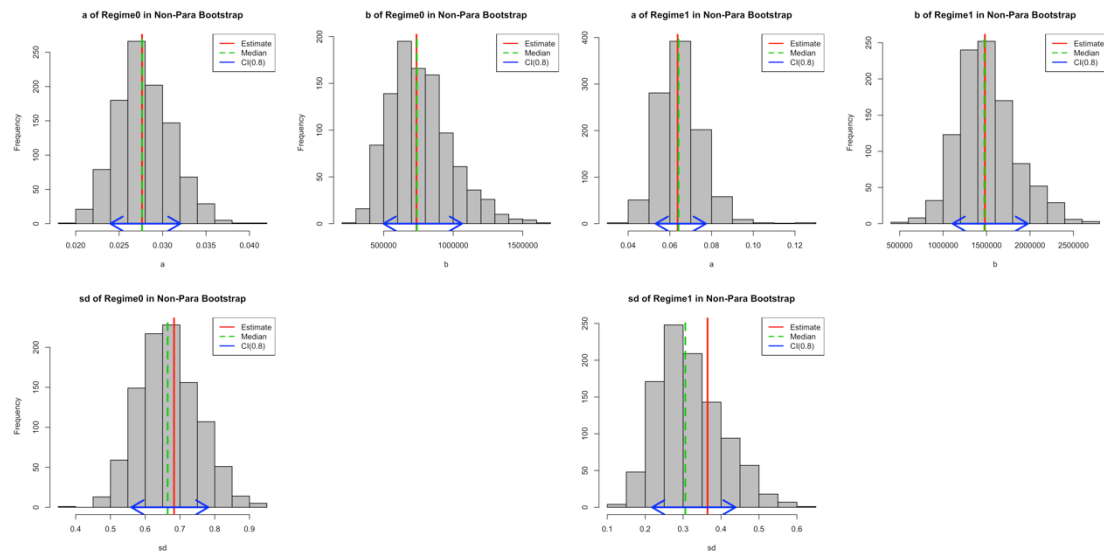 a of Regime0 in Non-Para Bootstrap
Estimate
Median
CI(0.8)
Frequency
0 50 100 150 200 250
0.020 0.025 0.030 0.035 0.040
a
b of Regime0 in Non-Para Bootstrap
Estimate
Median
CI(0.8)
0 50 100 150 200
500000 1000000 1500000
b
a of Regime1 in Non-Para Bootstrap
Estimate
Median
CI(0.8)
Frequency
0 100 200 300 400
0.04 0.06 0.08 0.10 0.12
a
b of Regime1 in Non-Para Bootstrap
Estimate
Median
CI(0.8)
0 50 100 150 200 250
500000 1000000 1500000 2000000 2500000
b
sd of Regime0 in Non-Para Bootstrap
Estimate
Median
CI(0.8)
Frequency
0 50 100 150 200
0.4 0.5 0.6 0.7 0.8 0.9
sd
sd of Regime1 in Non-Para Bootstrap
Estimate
Median
CI(0.8)
Frequency
0 50 100 150 200 250
0.1 0.2 0.3 0.4 0.5 0.6
sd